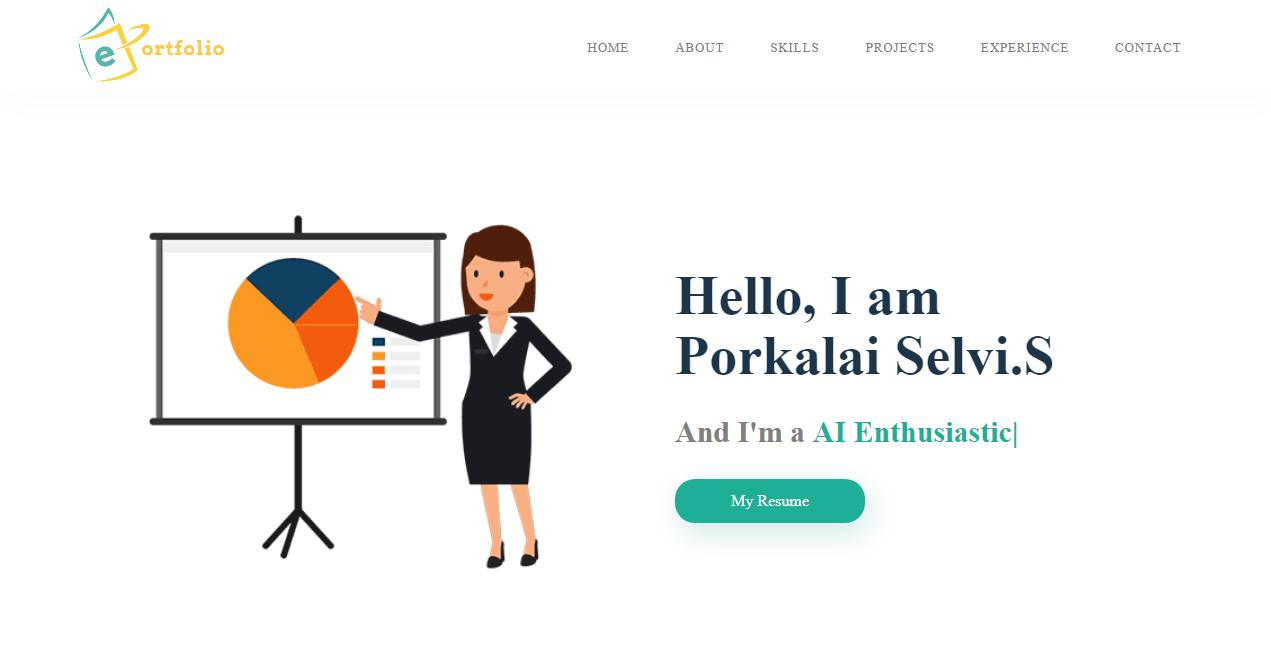 ePortfolio
HOME ABOUT SKILLS PROJECTS EXPERIENCE CONTACT
Hello, I am
Porkalai Selvi.S
And I'm a AI Enthusiastic|
My Resume